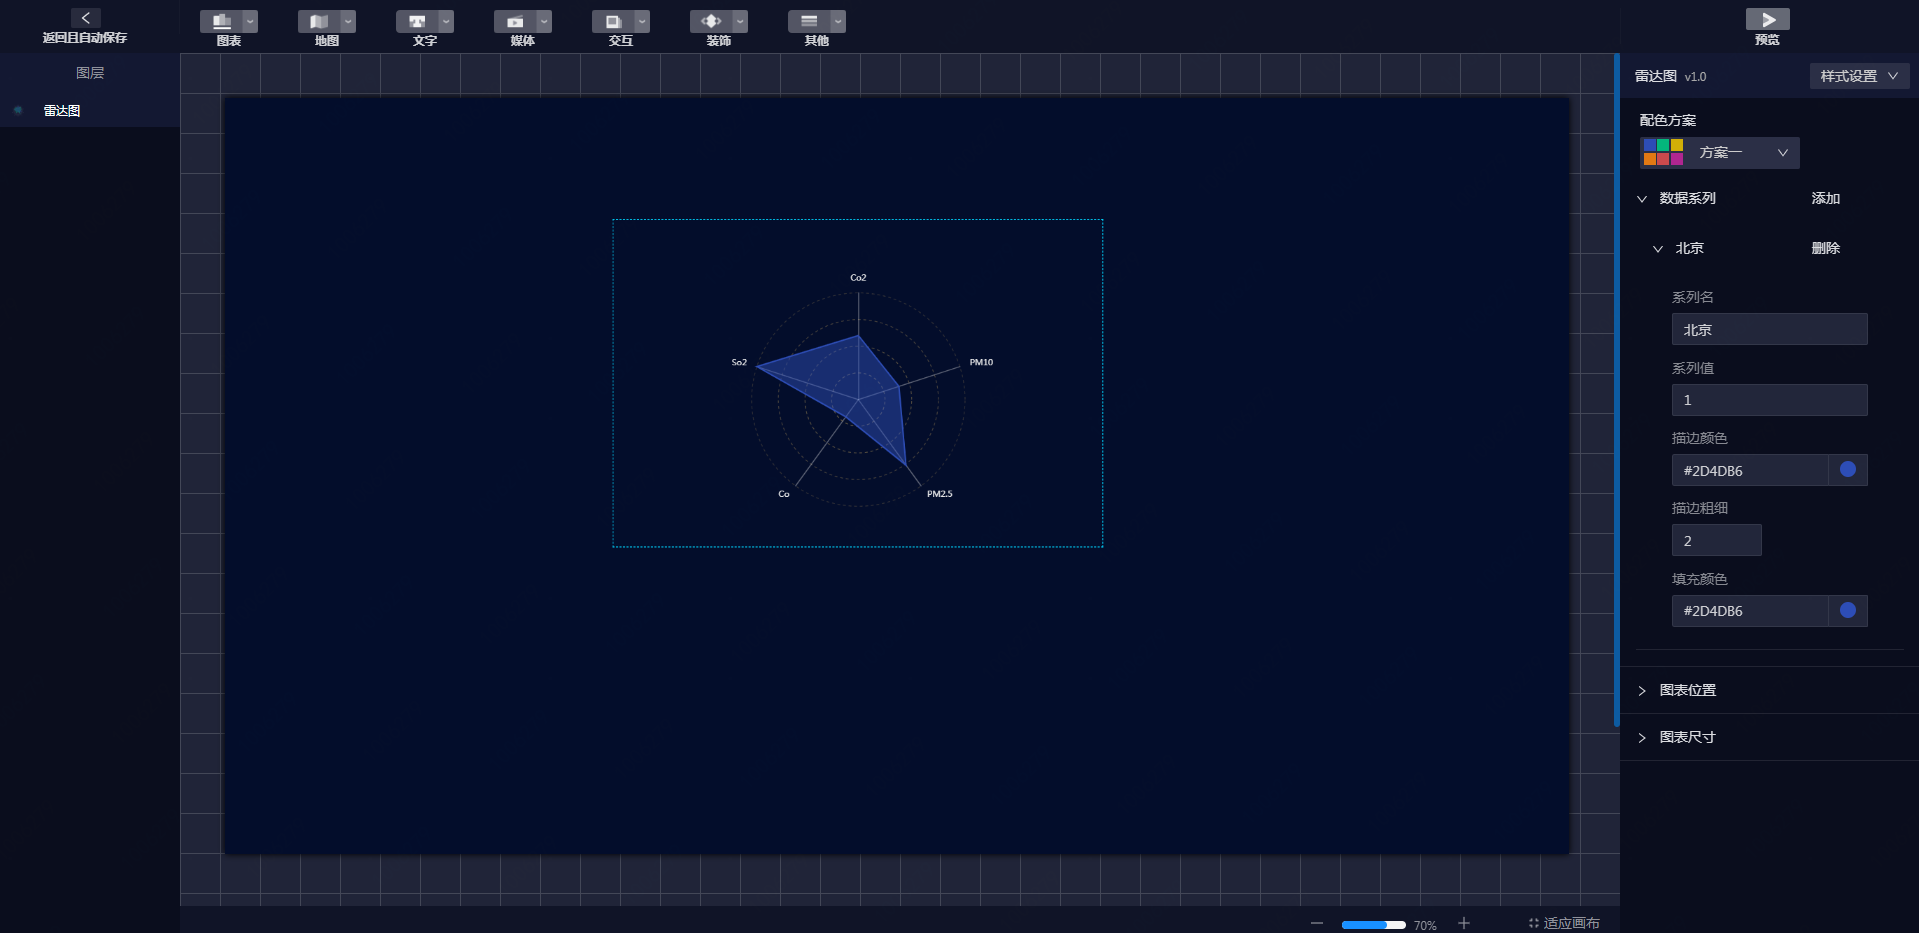 返回且自动保存
图表
地图
文字
媒体
交互
装饰
其他
预览
图层
雷达图
Co2
PM10
PM2.5
Co
So2
70%
适应画布
雷达图 v1.0
样式设置
配色方案
方案一
数据系列 添加
北京 删除
系列名
北京
系列值
1
描边颜色
#2D4DB6
描边粗细
2
填充颜色
#2D4DB6
图表位置
图表尺寸